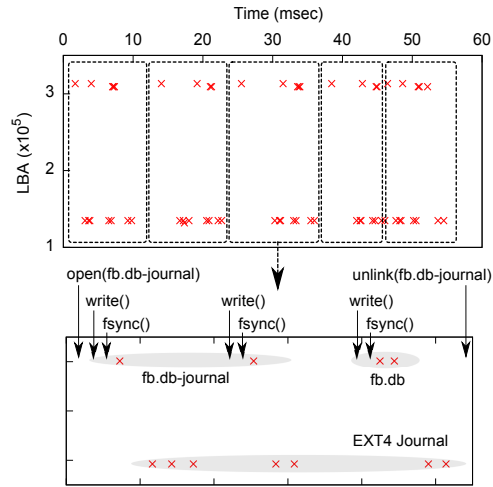 Time (msec)
0 10 20 30 40 50 60
3
2
1
LBA (x10⁵)
open(fb.db-journal) unlink(fb.db-journal)
write() write() write()
fsync() fsync() fsync()
fb.db-journal fb.db
EXT4 Journal